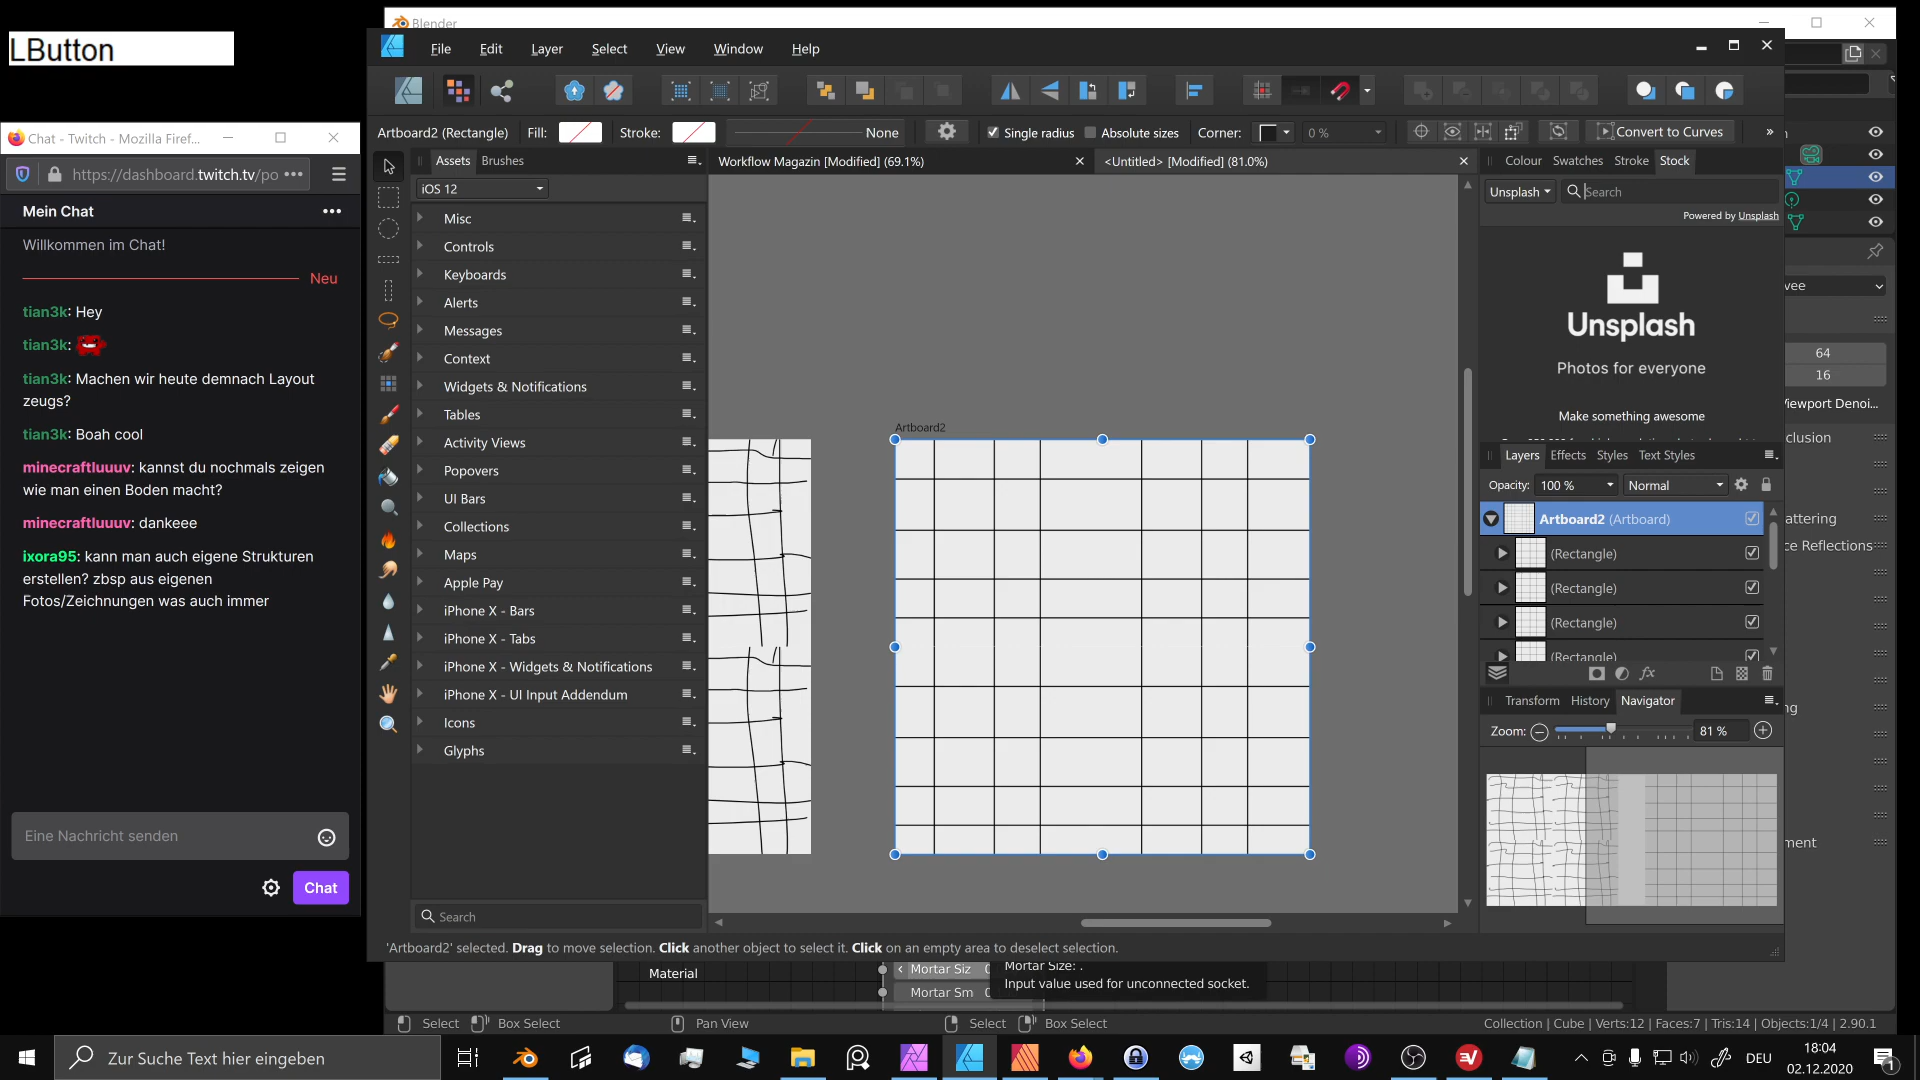 LButton
Blender
File Edit Layer Select View Window Help
Artboard2 (Rectangle) Fill: Stroke: None Single radius Absolute sizes Corner: 0 % Convert to Curves »
Chat - Twitch - Mozilla Firef...
https://dashboard.twitch.tv/po
Mein Chat
Willkommen im Chat!
Neu
tian3k: Hey
tian3k:
tian3k: Machen wir heute demnach Layout
zeugs?
tian3k: Boah cool
minecraftluuuv: kannst du nochmals zeigen
wie man einen Boden macht?
minecraftluuuv: dankeee
ixora95: kann man auch eigene Strukturen
erstellen? zbsp aus eigenen
Fotos/Zeichnungen was auch immer
Eine Nachricht senden
Chat
Assets Brushes
iOS 12
Misc
Controls
Keyboards
Alerts
Messages
Context
Widgets & Notifications
Tables
Activity Views
Popovers
UI Bars
Collections
Maps
Apple Pay
iPhone X - Bars
iPhone X - Tabs
iPhone X - Widgets & Notifications
iPhone X - UI Input Addendum
Icons
Glyphs
Search
Workflow Magazin [Modified] (69.1%)
<Untitled> [Modified] (81.0%)
Artboard2
Colour Swatches Stroke Stock
Unsplash Search
Powered by Unsplash
Unsplash
Photos for everyone
Make something awesome
Layers Effects Styles Text Styles
Opacity: 100 % Normal
Artboard2 (Artboard)
(Rectangle)
(Rectangle)
(Rectangle)
(Rectangle)
Transform History Navigator
Zoom: 81 %
vee
64
16
Viewport Denoi...
clusion
attering
ce Reflections
ng
ment
'Artboard2' selected. Drag to move selection. Click another object to select it. Click on an empty area to deselect selection.
Material
Mortar Siz
Mortar Sm
Mortar Size: .
Input value used for unconnected socket.
Select Box Select Pan View Select Box Select Collection | Cube | Verts:12 | Faces:7 | Tris:14 | Objects:1/4 | 2.90.1
Zur Suche Text hier eingeben
DEU
18:04
02.12.2020
1